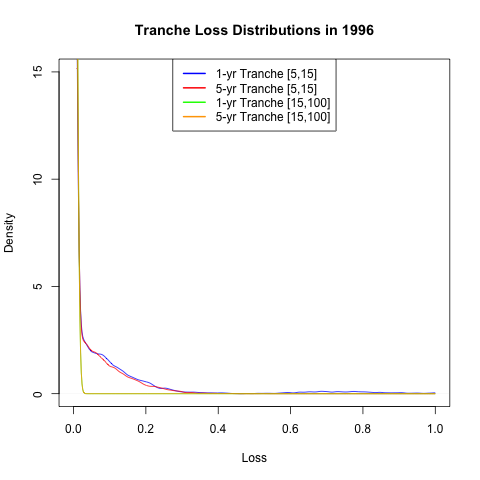 Tranche Loss Distributions in 1996
1-yr Tranche [5,15]
5-yr Tranche [5,15]
1-yr Tranche [15,100]
5-yr Tranche [15,100]
15
10
5
0
Density
0.0 0.2 0.4 0.6 0.8 1.0
Loss